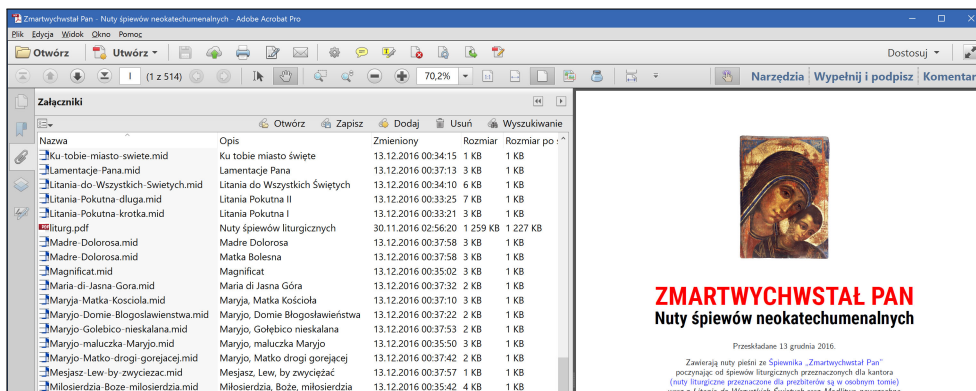 Zmartwychwstał Pan - Nuty śpiewów neokatechumenalnych - Adobe Acrobat Pro
Plik Edycja Widok Okno Pomoc
Otwórz Utwórz Dostosuj
1 (1 z 514) 70,2% Narzędzia Wypełnij i podpisz Komentar
Załączniki
Otwórz Zapisz Dodaj Usuń Wyszukiwanie
Nazwa Opis Zmieniony Rozmiar Rozmiar po
Ku-tobie-miasto-swiete.mid Ku tobie miasto święte 13.12.2016 00:34:15 1 KB 1 KB
Lamentacje-Pana.mid Lamentacje Pana 13.12.2016 00:37:13 3 KB 1 KB
Litania-do-Wszystkich-Swietych.mid Litania do Wszystkich Świętych 13.12.2016 00:34:10 6 KB 1 KB
Litania-Pokutna-dluga.mid Litania Pokutna II 13.12.2016 00:33:25 7 KB 1 KB
Litania-Pokutna-krotka.mid Litania Pokutna I 13.12.2016 00:33:21 3 KB 1 KB
liturg.pdf Nuty śpiewów liturgicznych 30.11.2016 02:56:20 1 259 KB 1 227 KB
Madre-Dolorosa.mid Matka Bolesna 13.12.2016 00:37:58 3 KB 1 KB
Magnificat.mid Magnificat 13.12.2016 00:35:02 3 KB 1 KB
Maria-di-Jasna-Gora.mid Maria di Jasna Góra 13.12.2016 00:37:32 2 KB 1 KB
Maryja-Matka-Kosciola.mid Maryja, Matka Kościoła 13.12.2016 00:37:10 3 KB 1 KB
Maryjo-Domie-Blogoslawienstwa.mid Maryjo, Domie Błogosławieństwa 13.12.2016 00:37:22 2 KB 1 KB
Maryjo-Golebico-nieskalana.mid Maryjo, Gołębico nieskalana 13.12.2016 00:37:53 2 KB 1 KB
Maryjo-maluczka-Maryjo.mid Maryjo, maluczka Maryjo 13.12.2016 00:35:50 3 KB 1 KB
Maryjo-Matko-drogi-gorejacej.mid Maryjo, Matko drogi gorejącej 13.12.2016 00:37:42 2 KB 1 KB
Mesjasz-Lew-by-zwyciezac.mid Mesjasz, Lew, by zwyciężać 13.12.2016 00:37:57 1 KB 1 KB
Milosierdzia-Boze-milosierdzia.mid Miłosierdzia, Boże, miłosierdzia 13.12.2016 00:35:42 4 KB 1 KB
ZMARTWYCHWSTAŁ PAN
Nuty śpiewów neokatechumenalnych
Przeskładane 13 grudnia 2016.
Zawierają nuty pieśni ze Śpiewnika „Zmartwychwstał Pan”
poczynając od śpiewów liturgicznych przeznaczonych dla kantora
(nuty liturgiczne przeznaczone dla prezbiterów są w osobnym tomie)